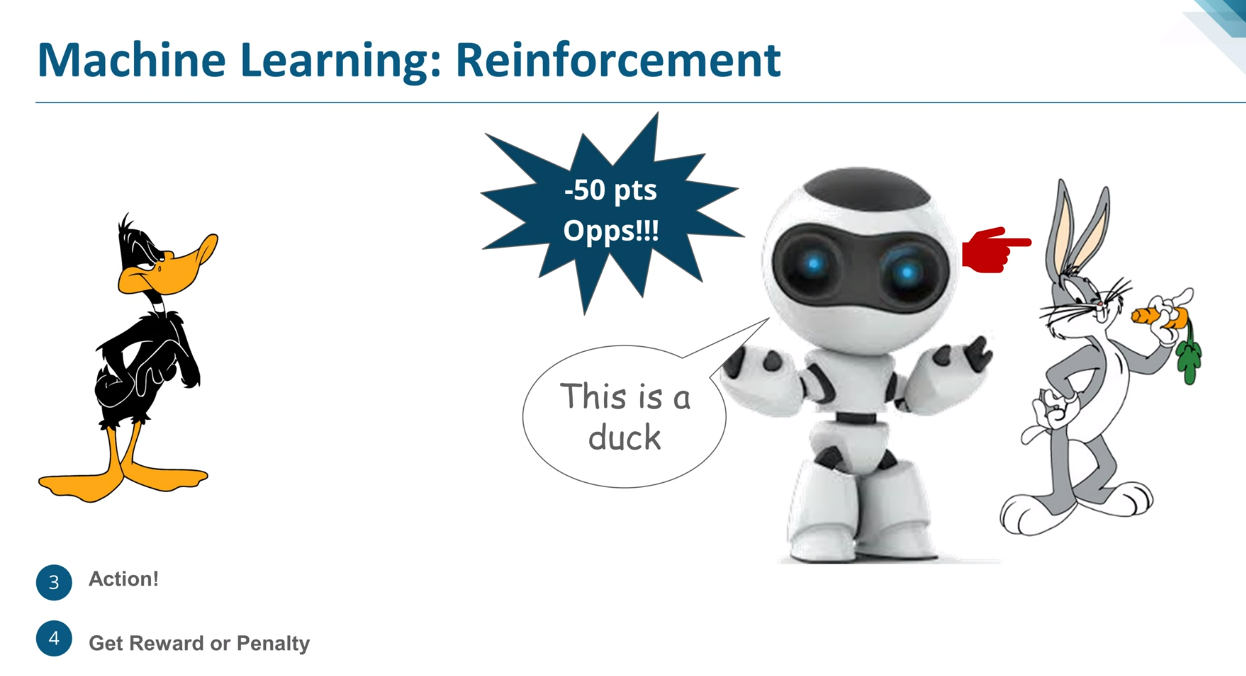 Machine Learning: Reinforcement
-50 pts
Opps!!!
This is a
duck
3 Action!
4 Get Reward or Penalty